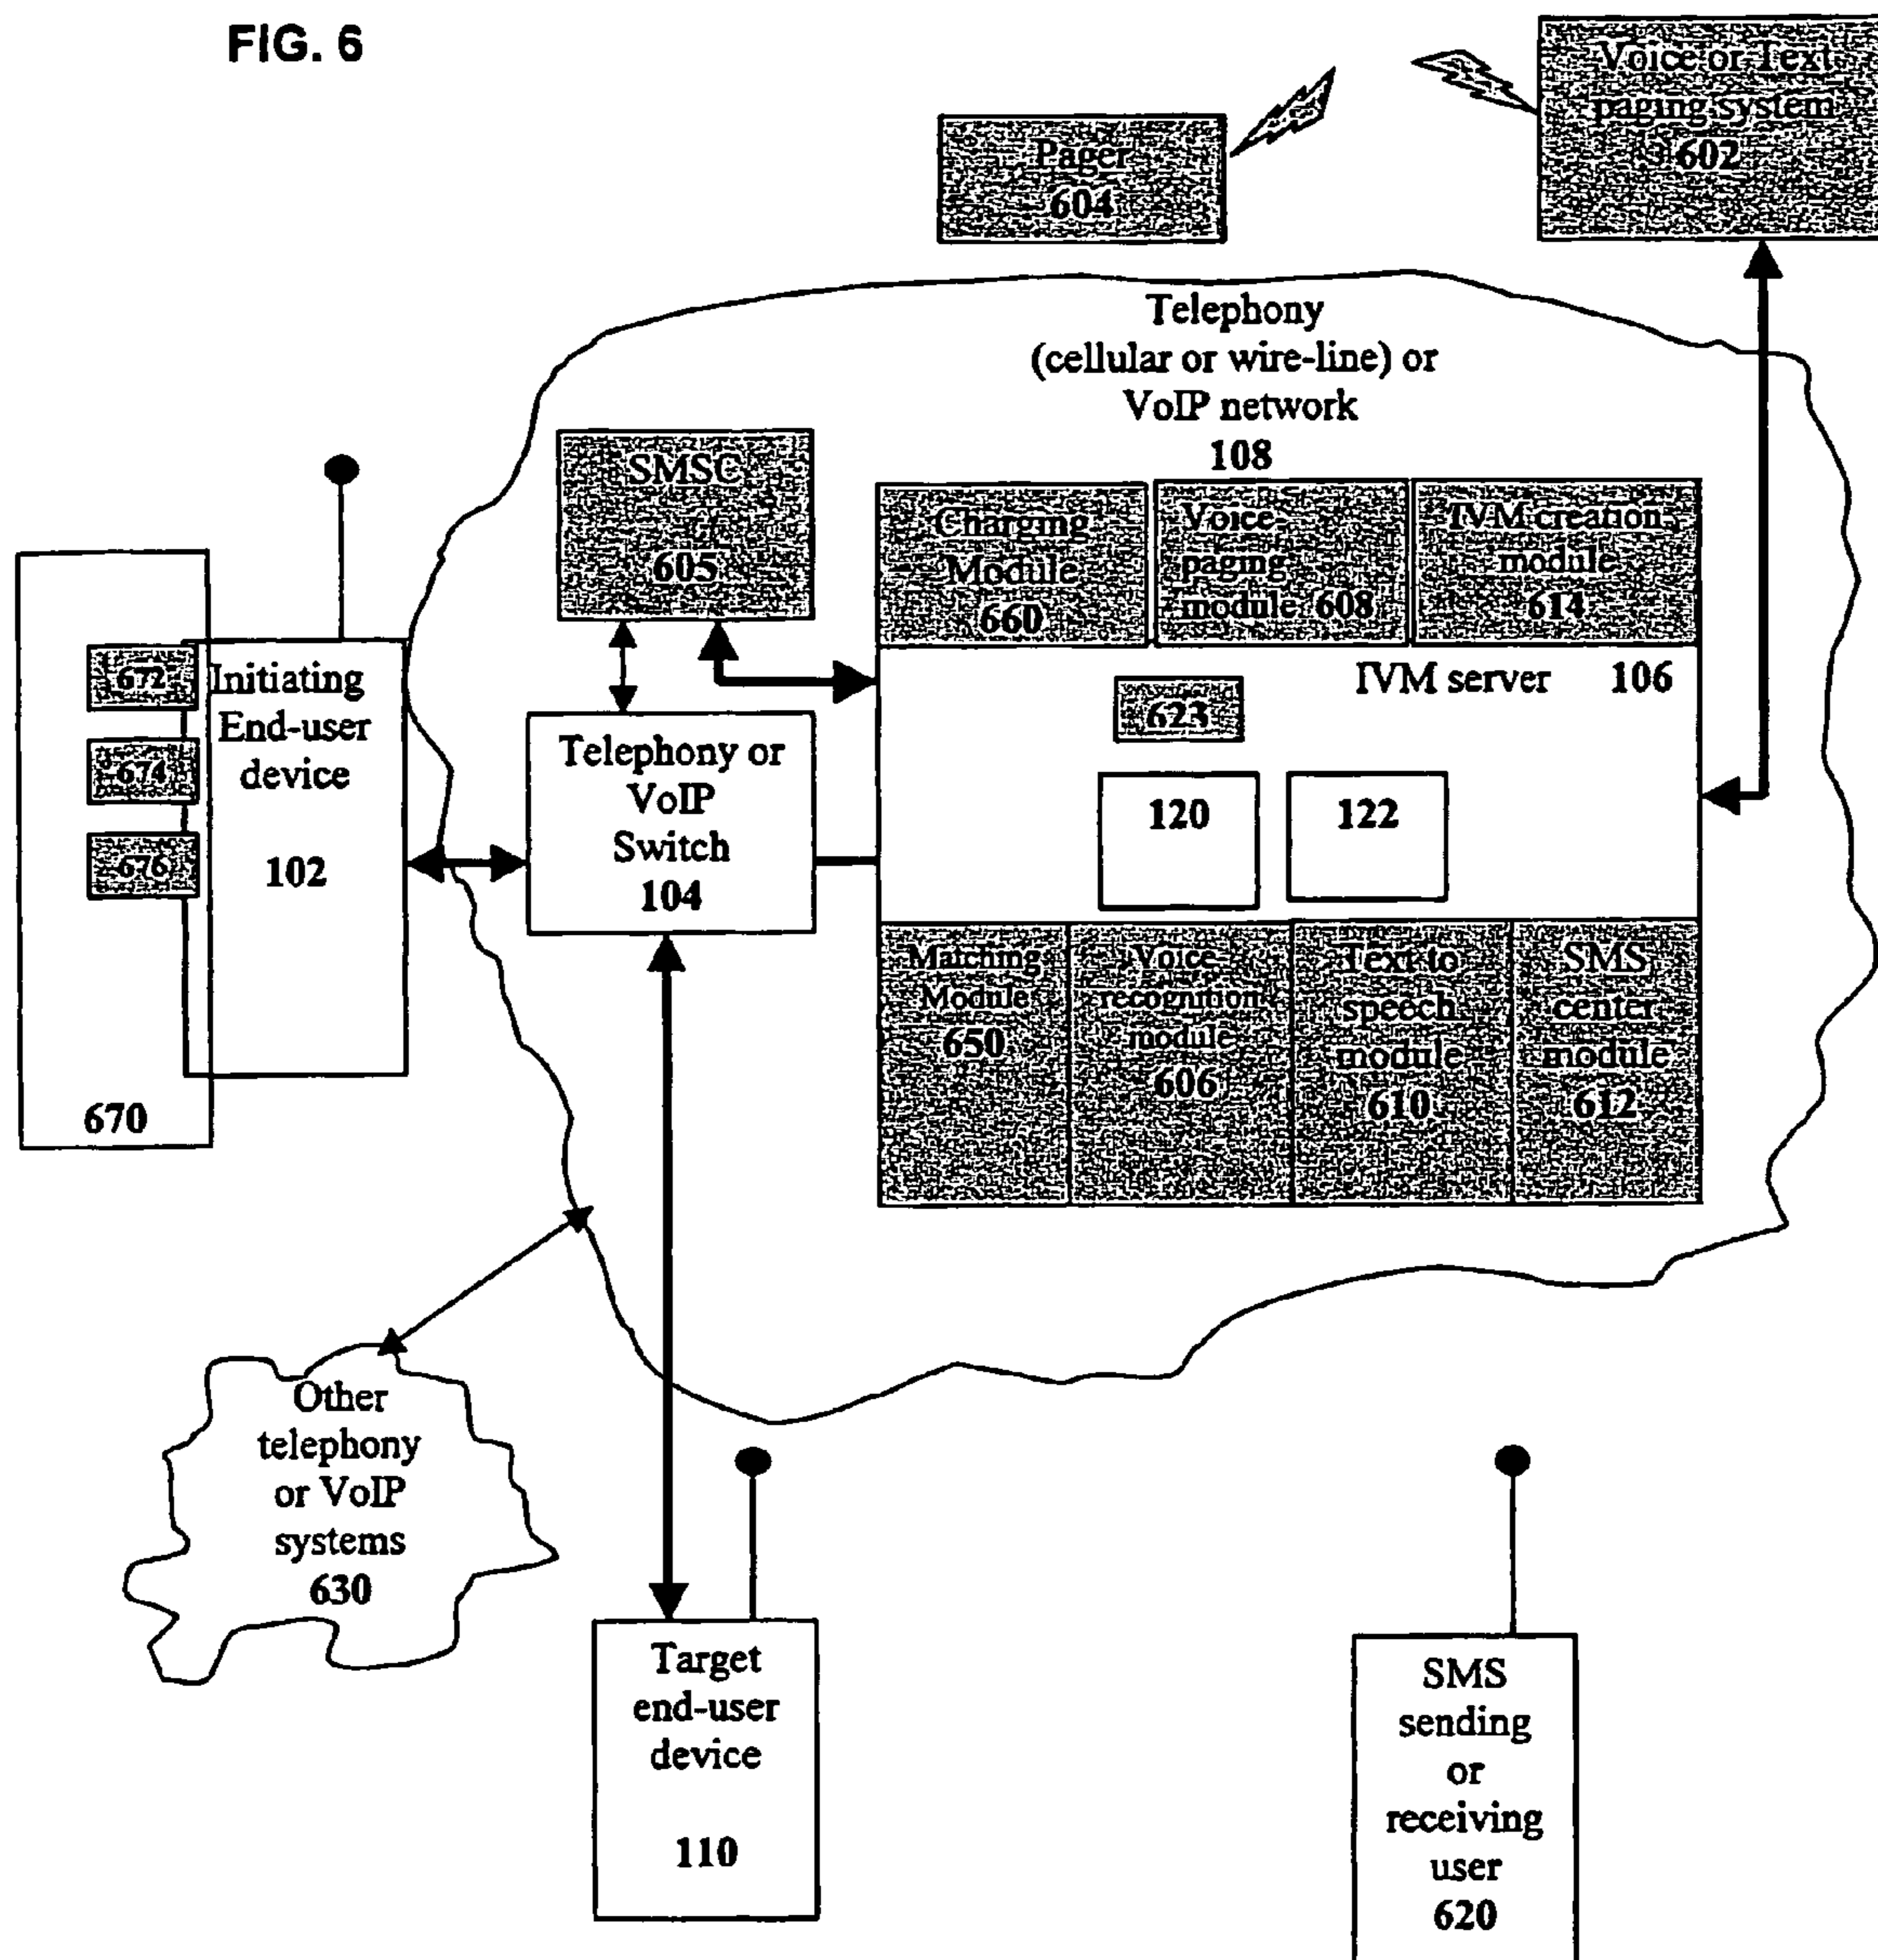 FIG. 6
Voice or Text
paging system
602
Pager
604
Telephony
(cellular or wire-line) or
VoIP network
108
SMSC
605
Charging
Module
660
Voice
paging
module 608
IVM creation
module
614
IVM server 106
623
120
122
672
674
676
Initiating
End-user
device
102
670
Telephony or
VoIP
Switch
104
Matching
Module
650
Voice
recognition
module
606
Text to
speech
module
610
SMS
center
module
612
Other
telephony
or VoIP
systems
630
Target
end-user
device
110
SMS
sending
or
receiving
user
620